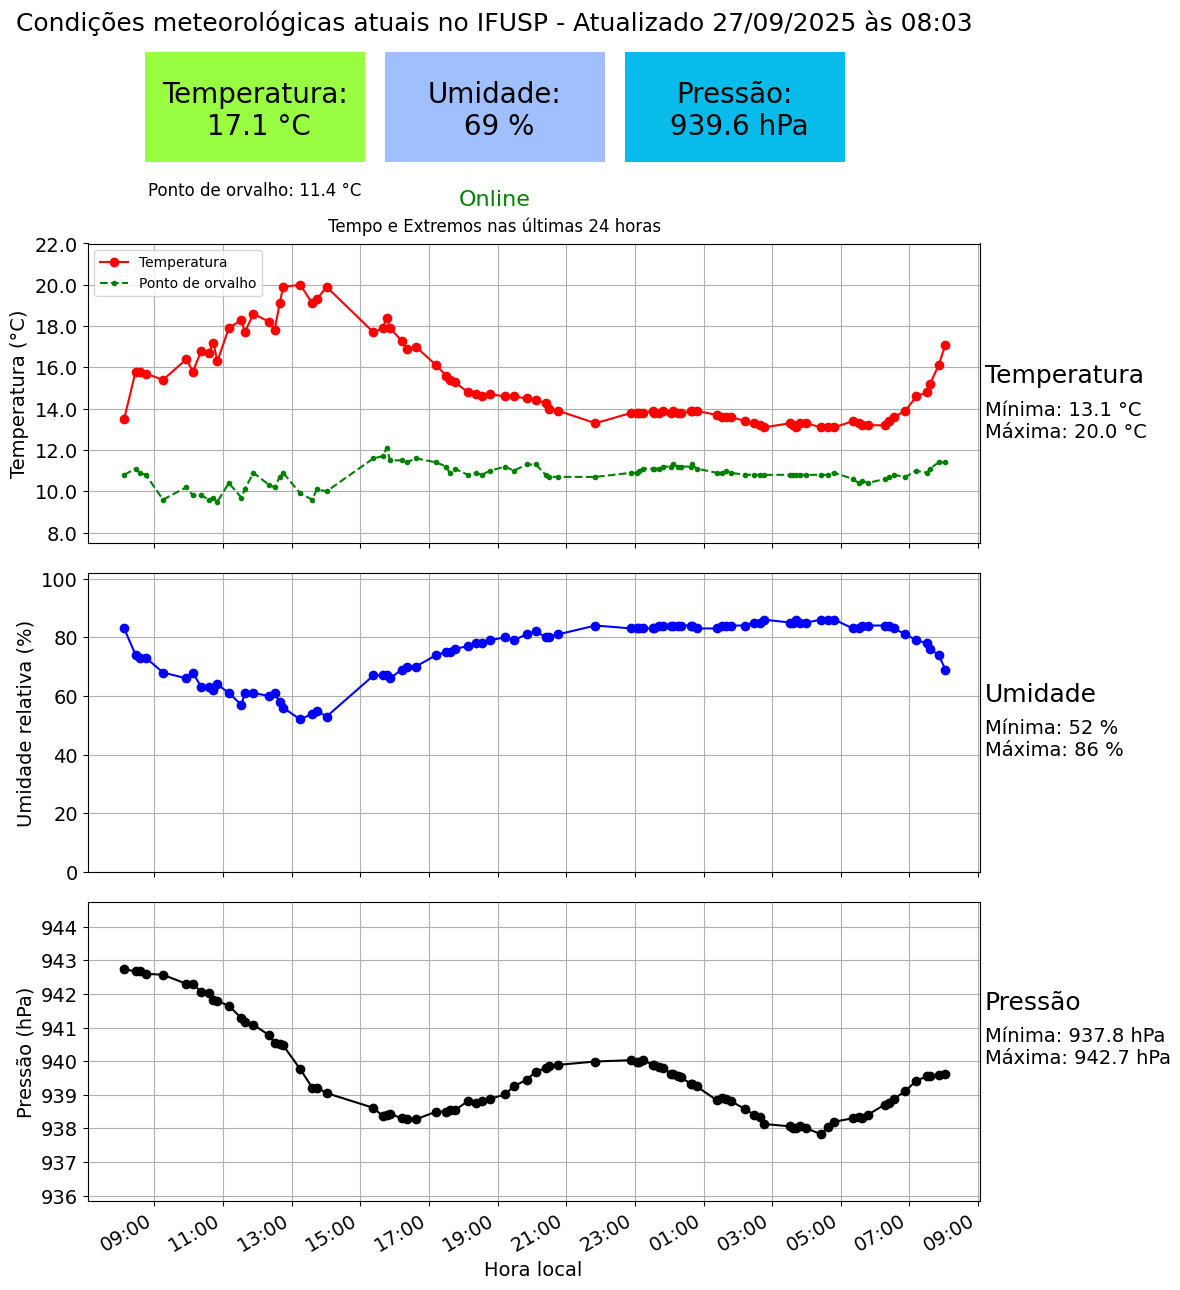 Condições meteorológicas atuais no IFUSP - Atualizado 27/09/2025 às 08:03
Temperatura:
17.1 °C
Umidade:
69 %
Pressão:
939.6 hPa
Ponto de orvalho: 11.4 °C
Online
Tempo e Extremos nas últimas 24 horas
Temperatura (°C)
22.0
20.0
18.0
16.0
14.0
12.0
10.0
8.0
Temperatura
Ponto de orvalho
Temperatura
Mínima: 13.1 °C
Máxima: 20.0 °C
Umidade relativa (%)
100
80
60
40
20
0
Umidade
Mínima: 52 %
Máxima: 86 %
Pressão (hPa)
944
943
942
941
940
939
938
937
936
Pressão
Mínima: 937.8 hPa
Máxima: 942.7 hPa
09:00
11:00
13:00
15:00
17:00
19:00
21:00
23:00
01:00
03:00
05:00
07:00
09:00
Hora local